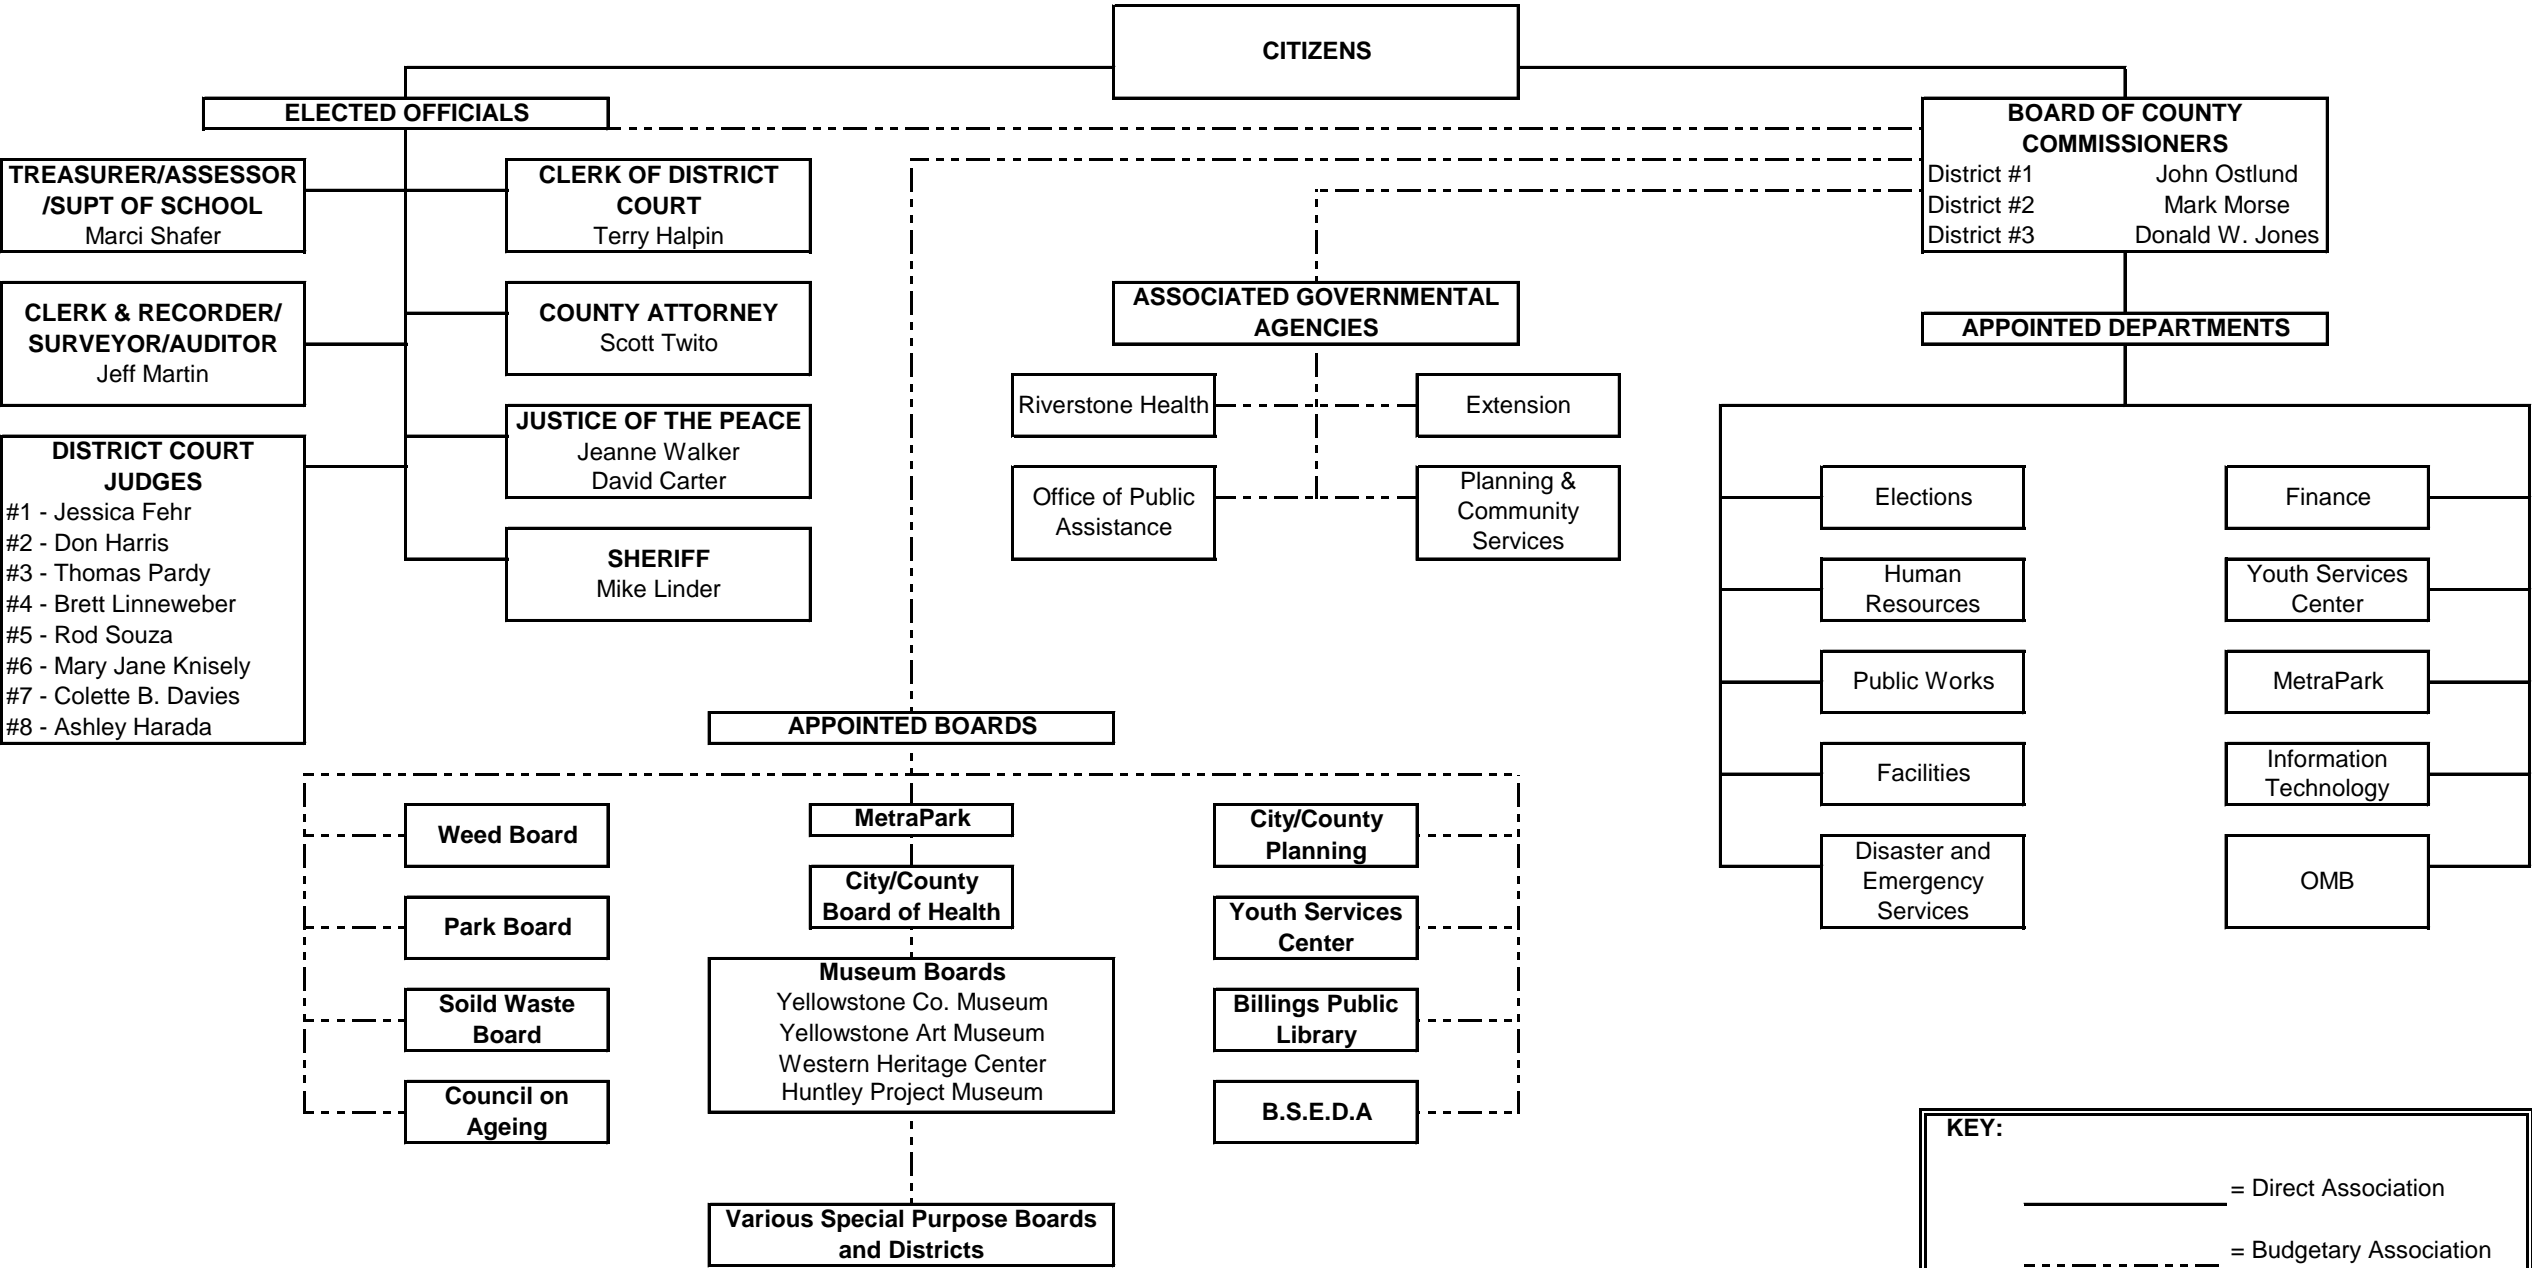 CITIZENS
ELECTED OFFICIALS
BOARD OF COUNTY
COMMISSIONERS
District #1 John Ostlund
District #2 Mark Morse
District #3 Donald W. Jones
TREASURER/ASSESSOR
/SUPT OF SCHOOL
Marci Shafer
CLERK OF DISTRICT
COURT
Terry Halpin
CLERK & RECORDER/
SURVEYOR/AUDITOR
Jeff Martin
COUNTY ATTORNEY
Scott Twito
DISTRICT COURT
JUDGES
#1 - Jessica Fehr
#2 - Don Harris
#3 - Thomas Pardy
#4 - Brett Linneweber
#5 - Rod Souza
#6 - Mary Jane Knisely
#7 - Colette B. Davies
#8 - Ashley Harada
JUSTICE OF THE PEACE
Jeanne Walker
David Carter
SHERIFF
Mike Linder
ASSOCIATED GOVERNMENTAL
AGENCIES
Riverstone Health
Extension
Office of Public
Assistance
Planning &
Community
Services
APPOINTED DEPARTMENTS
Elections
Finance
Human
Resources
Youth Services
Center
Public Works
MetraPark
Facilities
Information
Technology
Disaster and
Emergency
Services
OMB
APPOINTED BOARDS
Weed Board
Park Board
Soild Waste
Board
Council on
Ageing
MetraPark
City/County
Board of Health
Museum Boards
Yellowstone Co. Museum
Yellowstone Art Museum
Western Heritage Center
Huntley Project Museum
Various Special Purpose Boards
and Districts
City/County
Planning
Youth Services
Center
Billings Public
Library
B.S.E.D.A
KEY:
= Direct Association
= Budgetary Association